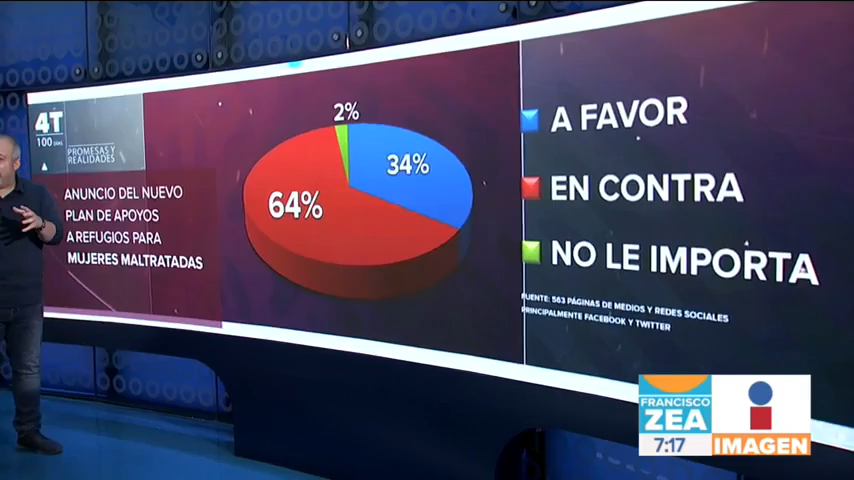 4T
100 DÍAS
PROMESAS Y
REALIDADES
ANUNCIO DEL NUEVO
PLAN DE APOYOS
A REFUGIOS PARA
MUJERES MALTRATADAS
2%
34%
64%
A FAVOR
EN CONTRA
NO LE IMPORTA
FUENTE: 563 PÁGINAS DE MEDIOS Y REDES SOCIALES
PRINCIPALMENTE FACEBOOK Y TWITTER
FRANCISCO
ZEA
7:17
IMAGEN